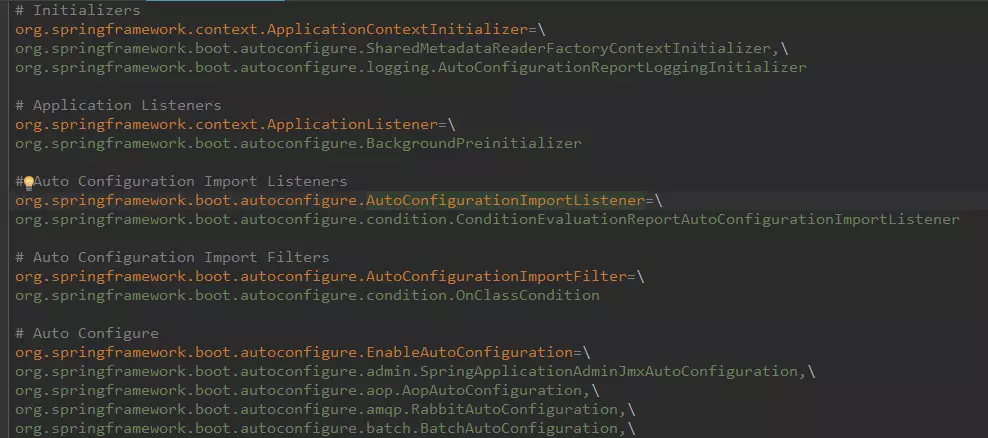 # Initializers
org.springframework.context.ApplicationContextInitializer=\
org.springframework.boot.autoconfigure.SharedMetadataReaderFactoryContextInitializer,\
org.springframework.boot.autoconfigure.logging.AutoConfigurationReportLoggingInitializer
# Application Listeners
org.springframework.context.ApplicationListener=\
org.springframework.boot.autoconfigure.BackgroundPreinitializer
# Auto Configuration Import Listeners
org.springframework.boot.autoconfigure.AutoConfigurationImportListener=\
org.springframework.boot.autoconfigure.condition.ConditionEvaluationReportAutoConfigurationImportListener
# Auto Configuration Import Filters
org.springframework.boot.autoconfigure.AutoConfigurationImportFilter=\
org.springframework.boot.autoconfigure.condition.OnClassCondition
# Auto Configure
org.springframework.boot.autoconfigure.EnableAutoConfiguration=\
org.springframework.boot.autoconfigure.admin.SpringApplicationAdminJmxAutoConfiguration,\
org.springframework.boot.autoconfigure.aop.AopAutoConfiguration,\
org.springframework.boot.autoconfigure.amqp.RabbitAutoConfiguration,\
org.springframework.boot.autoconfigure.batch.BatchAutoConfiguration,\